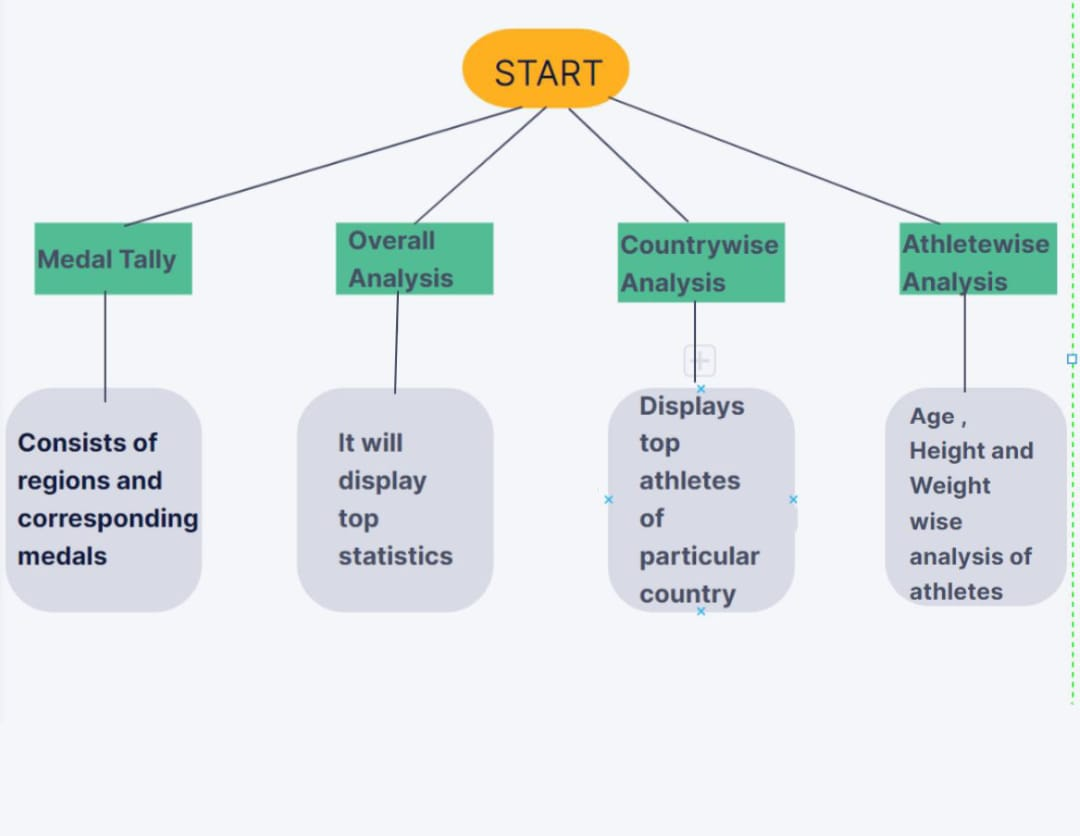 START
Medal Tally
Overall
Analysis
Countrywise
Analysis
Athletewise
Analysis
Consists of
regions and
corresponding
medals
It will
display
top
statistics
Displays
top
athletes
of
particular
country
Age ,
Height and
Weight
wise
analysis of
athletes